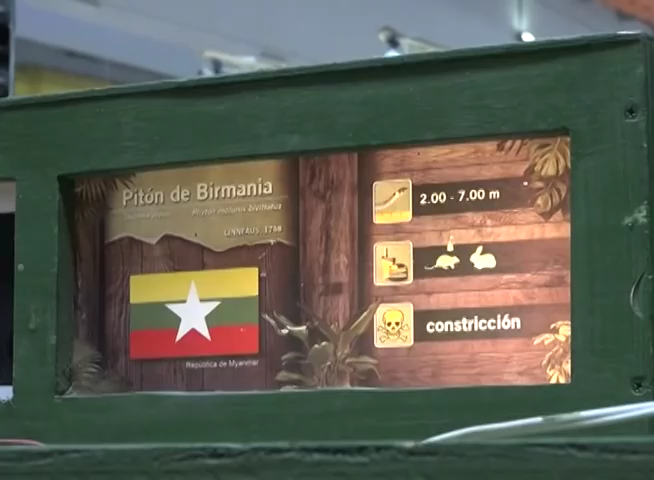 Pitón de Birmania
Python molurus bivittatus
LINNEAUS, 1758
República de Myanmar
2.00 - 7.00 m
constricción